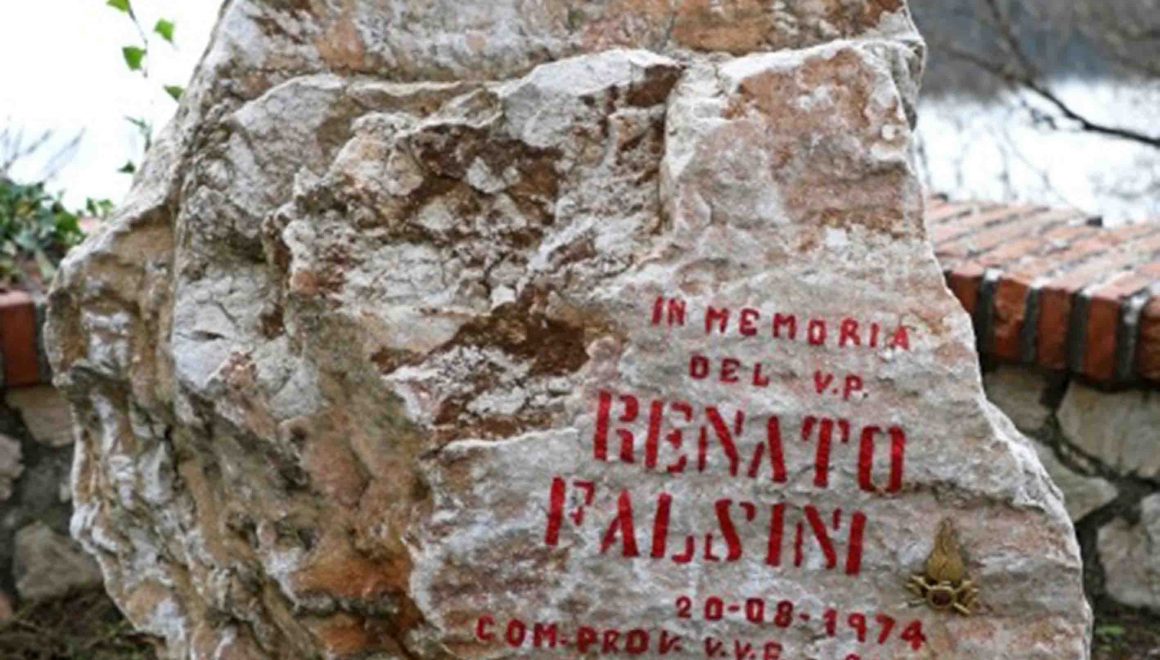 IN MEMORIA
DEL V.P.
RENATO
FALSINI
20-08-1974
COM-PROV. V.V.F.